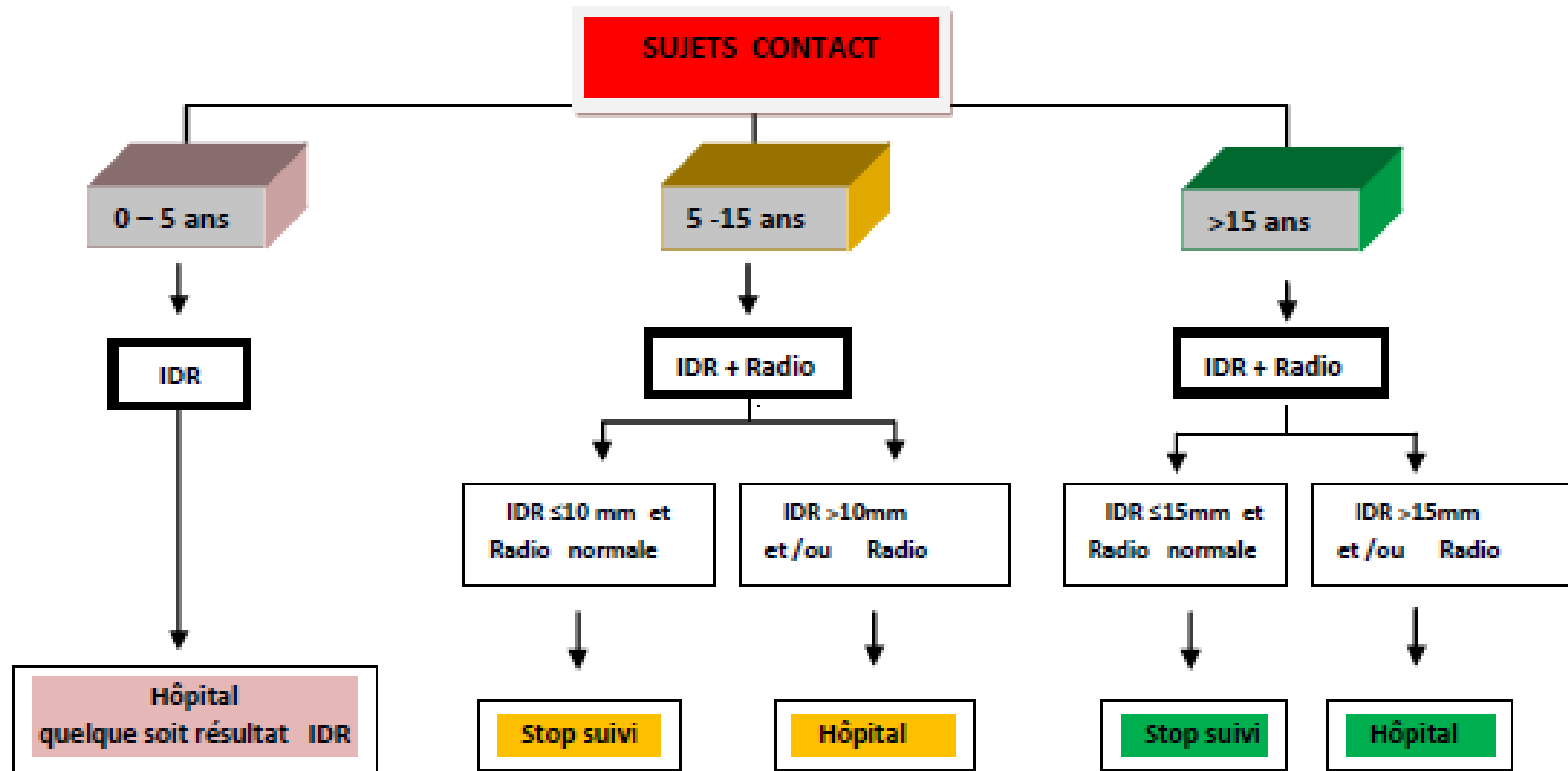 SUJETS CONTACT
0 – 5 ans
5 -15 ans
>15 ans
IDR
IDR + Radio
IDR + Radio
IDR ≤10 mm et
Radio normale
IDR >10mm
et /ou Radio
IDR ≤15mm et
Radio normale
IDR >15mm
et /ou Radio
Hôpital
quelque soit résultat IDR
Stop suivi
Hôpital
Stop suivi
Hôpital